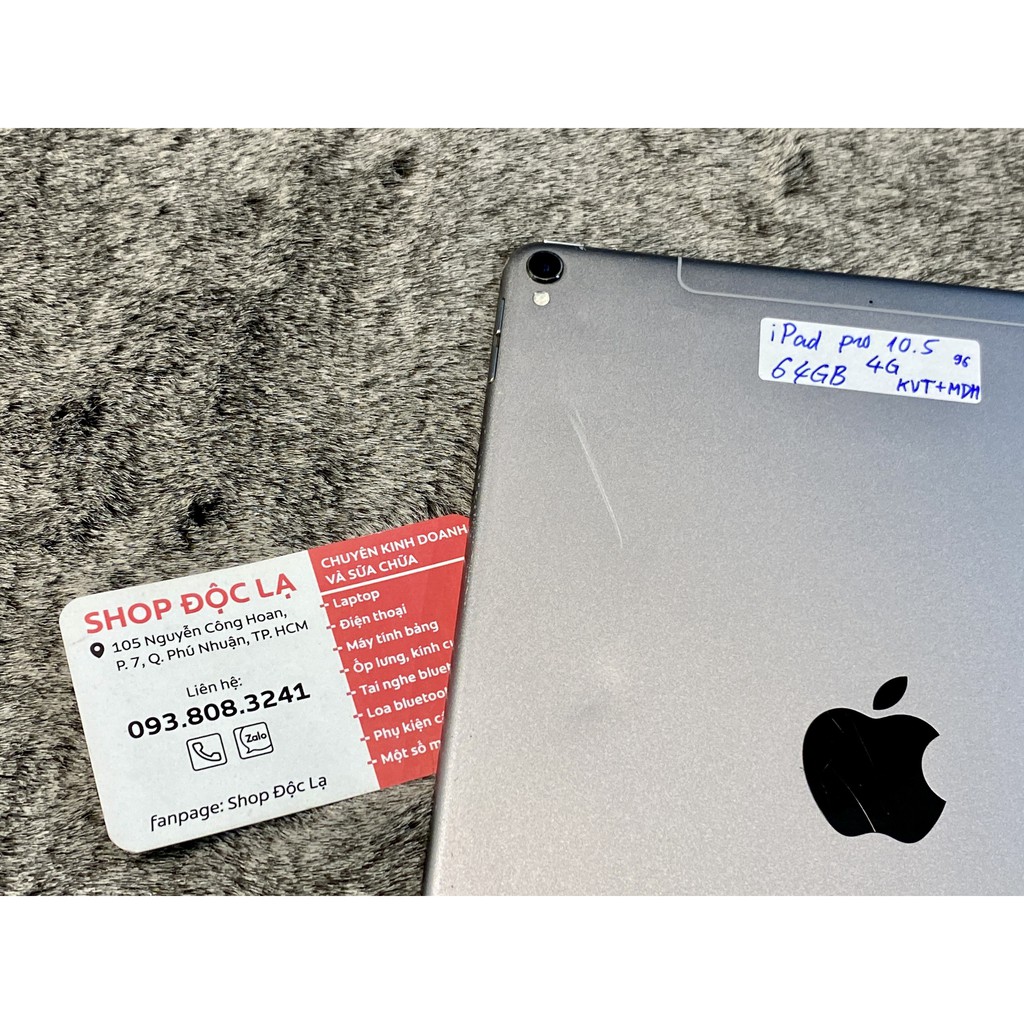 SHOP ĐỘC LẠ
105 Nguyễn Công Hoan,
P. 7, Q. Phú Nhuận, TP. HCM
Liên hệ:
093.808.3241
Zalo
fanpage: Shop Độc Lạ
CHUYÊN KINH DOANH
VÀ SỬA CHỮA
- Laptop
- Điện thoại
- Máy tính bảng
- Ốp lưng, kính
- Tai nghe
- Loa
- Phụ kiện
- Một số
iPad pro 10.5 96
64GB 4G
KVT+MDM